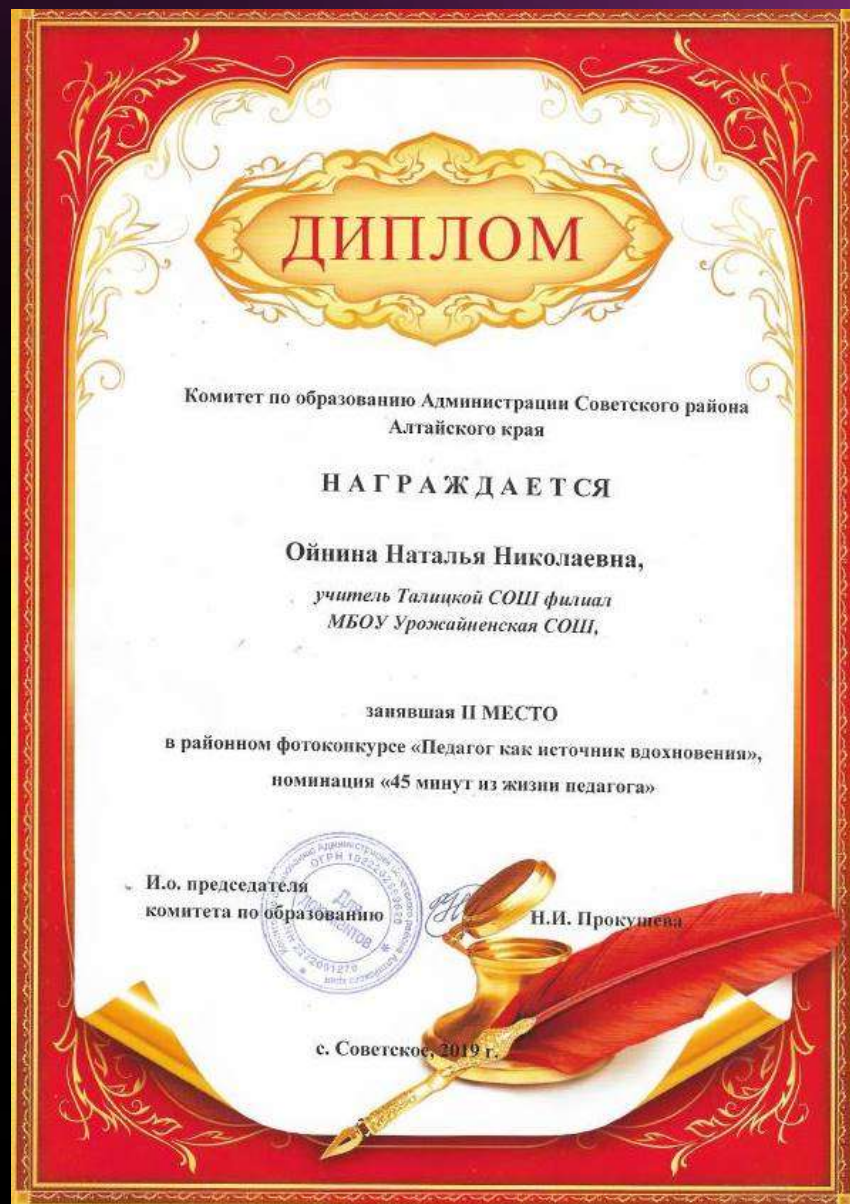 ДИПЛОМ
Комитет по образованию Администрации Советского района
Алтайского края
НАГРАЖДАЕТСЯ
Ойнина Наталья Николаевна,
учитель Талицкой СОШ филиал
МБОУ Урожайненская СОШ,
занявшая II МЕСТО
в районном фотоконкурсе «Педагог как источник вдохновения»,
номинация «45 минут из жизни педагога»
И.о. председателя
комитета по образованию
Н.И. Прокушева
Для
документов
с. Советское, 2019 г.